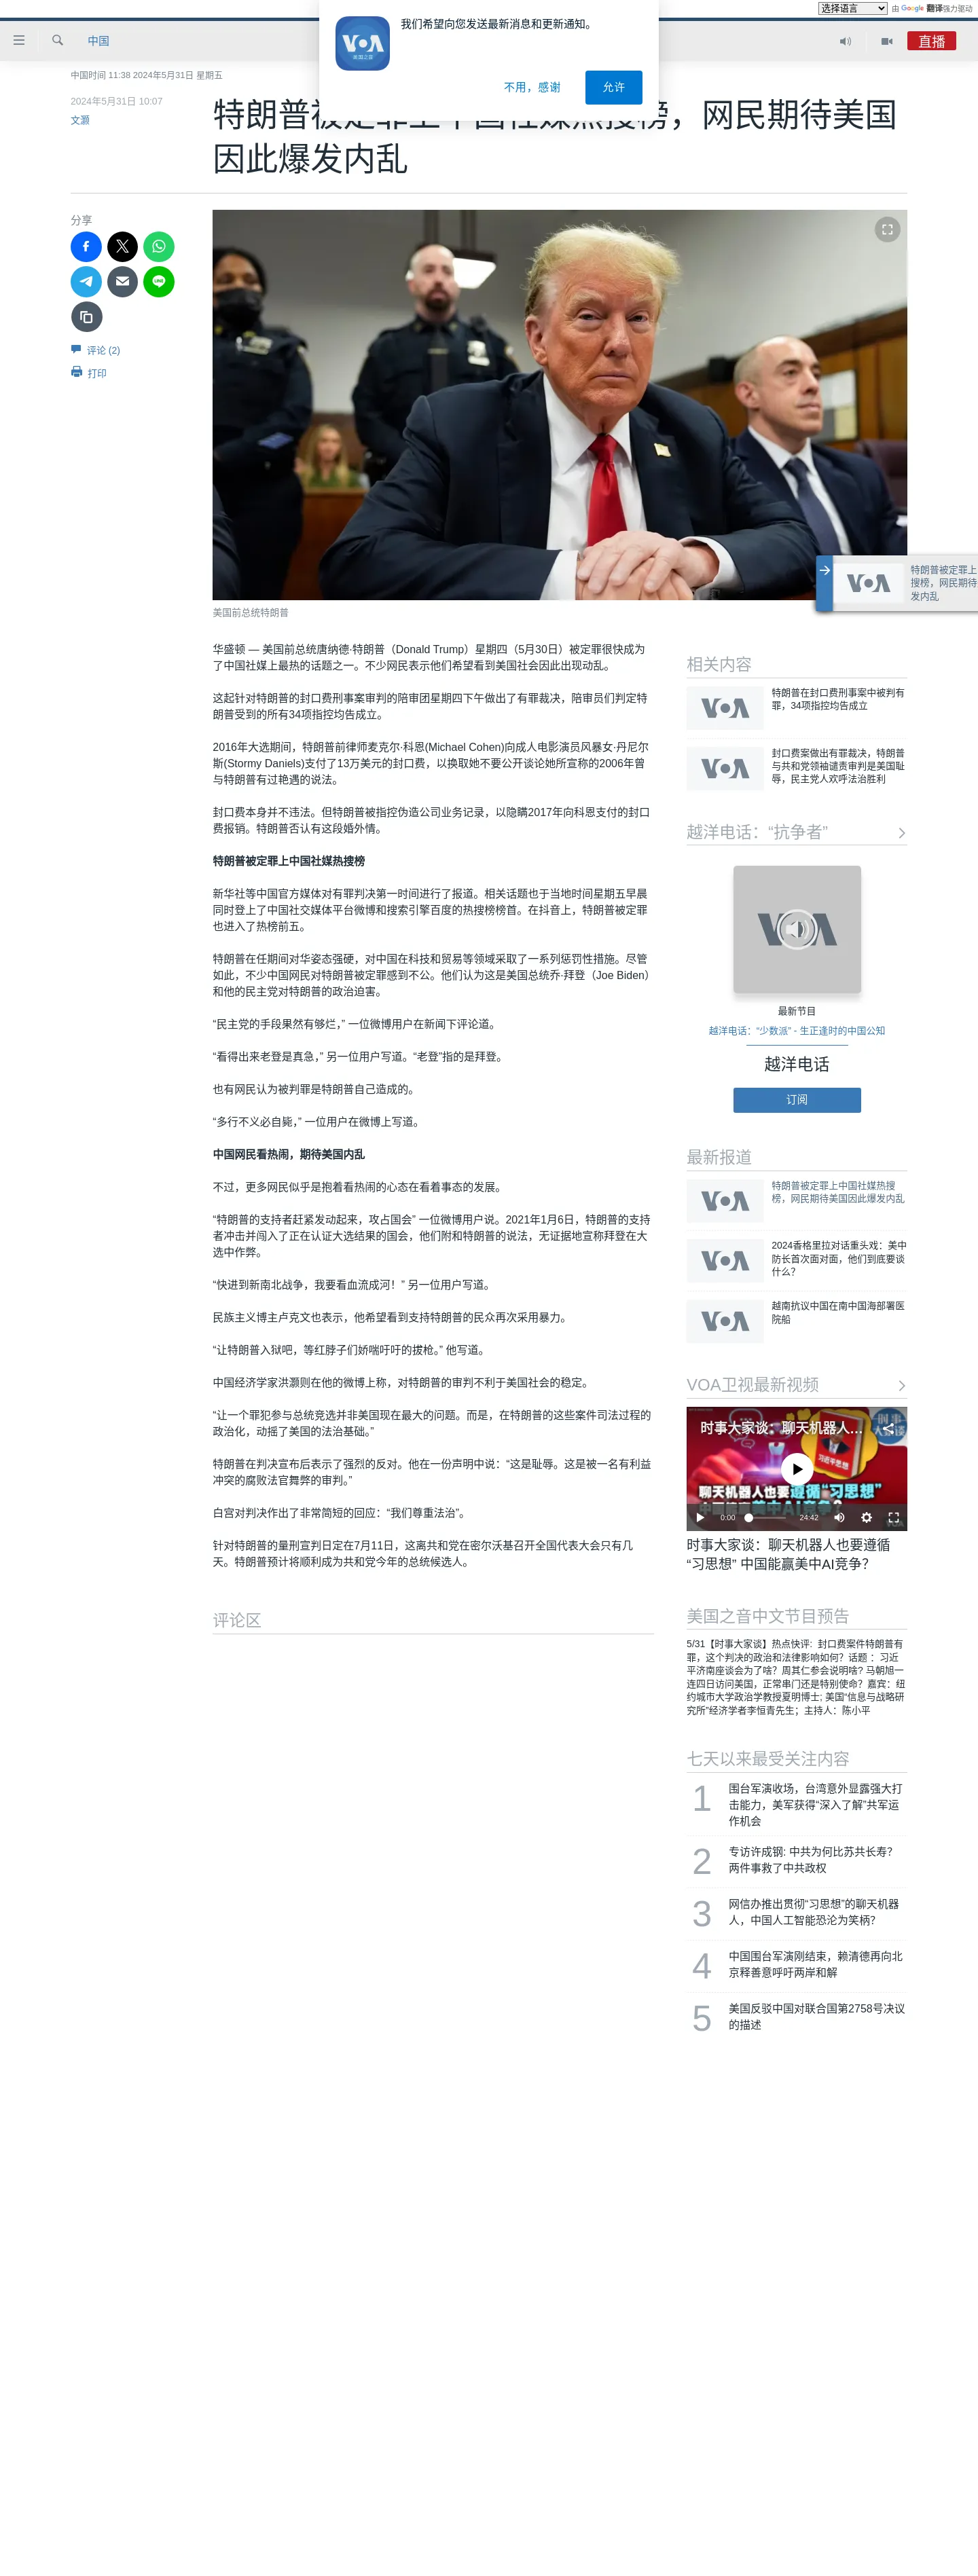 选择语言 由 Google 翻译强力驱动
我们希望向您发送最新消息和更新通知。
VOA
美国之音
不用，感谢
允许
中国
直播
中国时间 11:38 2024年5月31日 星期五
2024年5月31日 10:07
文灏
特朗普被定罪上中国社媒热搜榜，网民期待美国
因此爆发内乱
分享
评论 (2)
打印
特朗普被定罪上
搜榜，网民期待
发内乱
美国前总统特朗普
华盛顿 — 美国前总统唐纳德·特朗普（Donald Trump）星期四（5月30日）被定罪很快成为
了中国社媒上最热的话题之一。不少网民表示他们希望看到美国社会因此出现动乱。
这起针对特朗普的封口费刑事案审判的陪审团星期四下午做出了有罪裁决，陪审员们判定特
朗普受到的所有34项指控均告成立。
2016年大选期间，特朗普前律师麦克尔·科恩(Michael Cohen)向成人电影演员风暴女·丹尼尔
斯(Stormy Daniels)支付了13万美元的封口费，以换取她不要公开谈论她所宣称的2006年曾
与特朗普有过艳遇的说法。
封口费本身并不违法。但特朗普被指控伪造公司业务记录，以隐瞒2017年向科恩支付的封口
费报销。特朗普否认有这段婚外情。
特朗普被定罪上中国社媒热搜榜
新华社等中国官方媒体对有罪判决第一时间进行了报道。相关话题也于当地时间星期五早晨
同时登上了中国社交媒体平台微博和搜索引擎百度的热搜榜榜首。在抖音上，特朗普被定罪
也进入了热榜前五。
特朗普在任期间对华姿态强硬，对中国在科技和贸易等领域采取了一系列惩罚性措施。尽管
如此，不少中国网民对特朗普被定罪感到不公。他们认为这是美国总统乔·拜登（Joe Biden）
和他的民主党对特朗普的政治迫害。
“民主党的手段果然有够烂，” 一位微博用户在新闻下评论道。
“看得出来老登是真急，” 另一位用户写道。“老登”指的是拜登。
也有网民认为被判罪是特朗普自己造成的。
“多行不义必自毙，” 一位用户在微博上写道。
中国网民看热闹，期待美国内乱
不过，更多网民似乎是抱着看热闹的心态在看着事态的发展。
“特朗普的支持者赶紧发动起来，攻占国会” 一位微博用户说。2021年1月6日，特朗普的支持
者冲击并闯入了正在认证大选结果的国会，他们附和特朗普的说法，无证据地宣称拜登在大
选中作弊。
“快进到新南北战争，我要看血流成河！” 另一位用户写道。
民族主义博主卢克文也表示，他希望看到支持特朗普的民众再次采用暴力。
“让特朗普入狱吧，等红脖子们娇喘吁吁的拔枪。” 他写道。
中国经济学家洪灏则在他的微博上称，对特朗普的审判不利于美国社会的稳定。
“让一个罪犯参与总统竞选并非美国现在最大的问题。而是，在特朗普的这些案件司法过程的
政治化，动摇了美国的法治基础。”
特朗普在判决宣布后表示了强烈的反对。他在一份声明中说：“这是耻辱。这是被一名有利益
冲突的腐败法官舞弊的审判。”
白宫对判决作出了非常简短的回应：“我们尊重法治”。
针对特朗普的量刑宣判日定在7月11日，这离共和党在密尔沃基召开全国代表大会只有几
天。特朗普预计将顺利成为共和党今年的总统候选人。
评论区
相关内容
特朗普在封口费刑事案中被判有
罪，34项指控均告成立
封口费案做出有罪裁决，特朗普
与共和党领袖谴责审判是美国耻
辱，民主党人欢呼法治胜利
越洋电话：“抗争者”
最新节目
越洋电话：“少数派” - 生正逢时的中国公知
越洋电话
订阅
最新报道
特朗普被定罪上中国社媒热搜
榜，网民期待美国因此爆发内乱
2024香格里拉对话重头戏：美中
防长首次面对面，他们到底要谈
什么？
越南抗议中国在南中国海部署医
院船
VOA卫视最新视频
时事大家谈：聊天机器人…
聊天机器人也要遵循“习思想”
0:00
24:42
时事大家谈：聊天机器人也要遵循
“习思想” 中国能赢美中AI竞争？
美国之音中文节目预告
5/31【时事大家谈】热点快评：封口费案件特朗普有
罪，这个判决的政治和法律影响如何？话题 ：习近
平济南座谈会为了啥？周其仁参会说明啥? 马朝旭一
连四日访问美国，正常串门还是特别使命？嘉宾：纽
约城市大学政治学教授夏明博士; 美国“信息与战略研
究所”经济学者李恒青先生；主持人：陈小平
七天以来最受关注内容
1
围台军演收场，台湾意外显露强大打
击能力，美军获得“深入了解”共军运
作机会
2
专访许成钢: 中共为何比苏共长寿？
两件事救了中共政权
3
网信办推出贯彻“习思想”的聊天机器
人，中国人工智能恐沦为笑柄？
4
中国围台军演刚结束，赖清德再向北
京释善意呼吁两岸和解
5
美国反驳中国对联合国第2758号决议
的描述